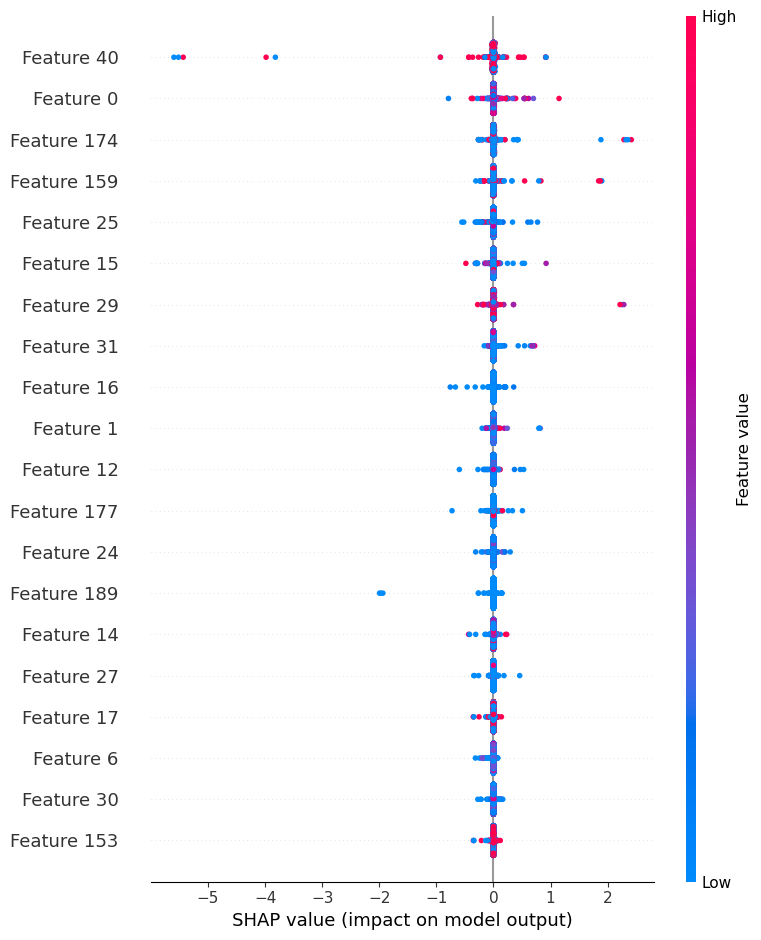 High
Feature 40
Feature 0
Feature 174
Feature 159
Feature 25
Feature 15
Feature 29
Feature 31
Feature 16
Feature 1
Feature 12
Feature 177
Feature 24
Feature 189
Feature 14
Feature 27
Feature 17
Feature 6
Feature 30
Feature 153
Feature value
Low
−5 −4 −3 −2 −1 0 1 2
SHAP value (impact on model output)